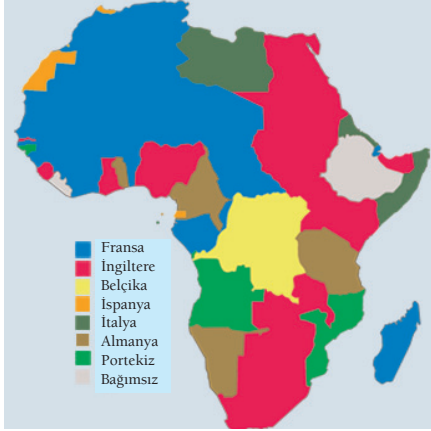 Fransa
İngiltere
Belçika
İspanya
İtalya
Almanya
Portekiz
Bağımsız